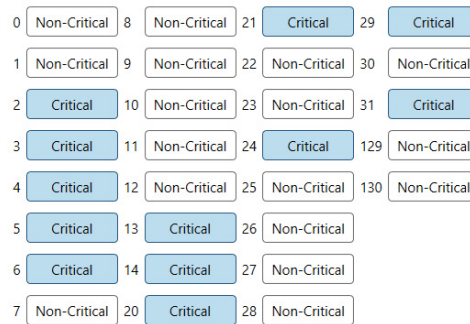 0 Non-Critical 8 Non-Critical 21 Critical 29 Critical
1 Non-Critical 9 Non-Critical 22 Non-Critical 30 Non-Critical
2 Critical 10 Non-Critical 23 Non-Critical 31 Critical
3 Critical 11 Non-Critical 24 Critical 129 Non-Critical
4 Critical 12 Non-Critical 25 Non-Critical 130 Non-Critical
5 Critical 13 Critical 26 Non-Critical
6 Critical 14 Critical 27 Non-Critical
7 Non-Critical 20 Critical 28 Non-Critical